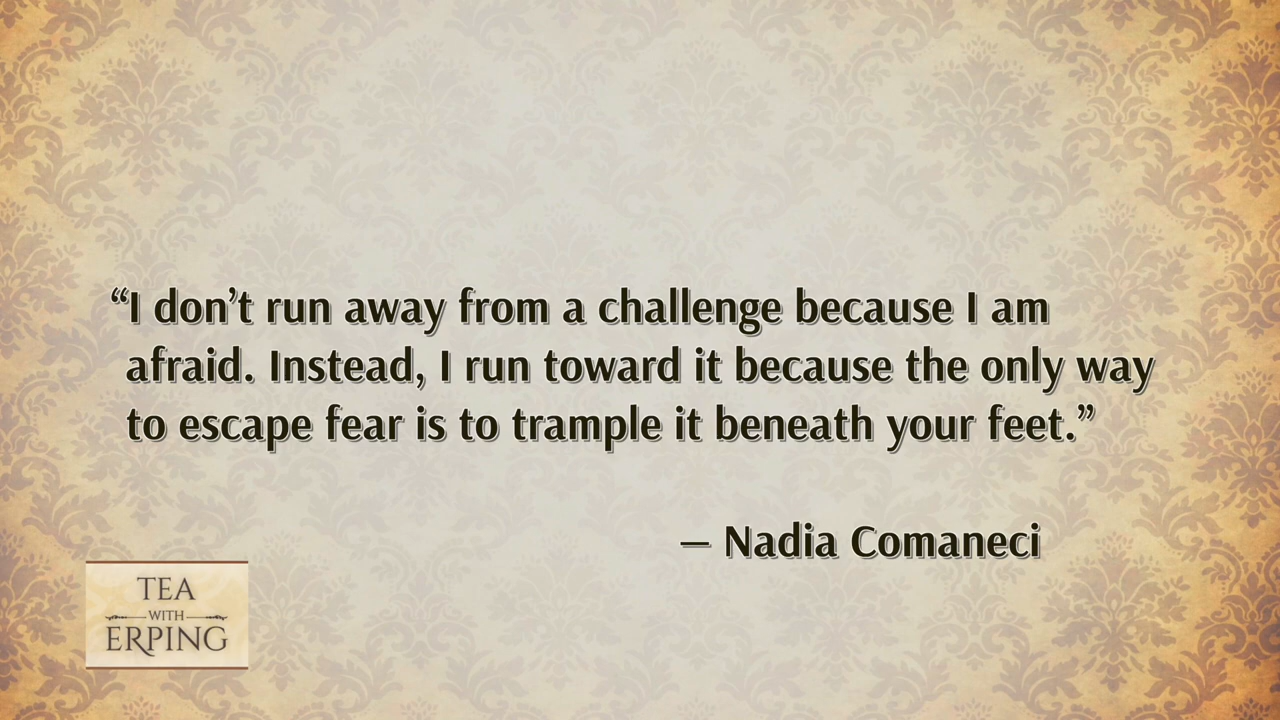 “I don’t run away from a challenge because I am
afraid. Instead, I run toward it because the only way
to escape fear is to trample it beneath your feet.”
— Nadia Comaneci
TEA
WITH
ERPING